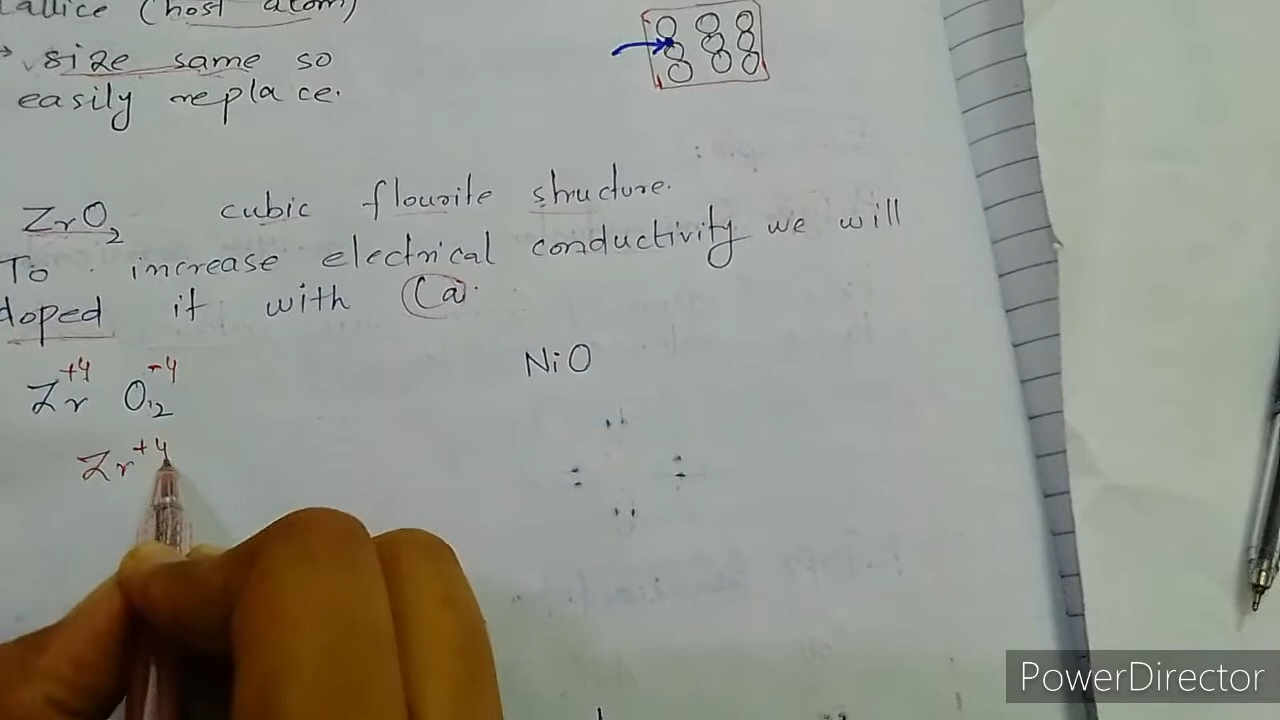 Lattice (host atom)
→ size same so
easily replace.
ZrO2 cubic flourite structure.
To increase electrical conductivity we will
doped it with Ca.
+4 -4
Zr O2
NiO
Zr+4
PowerDirector